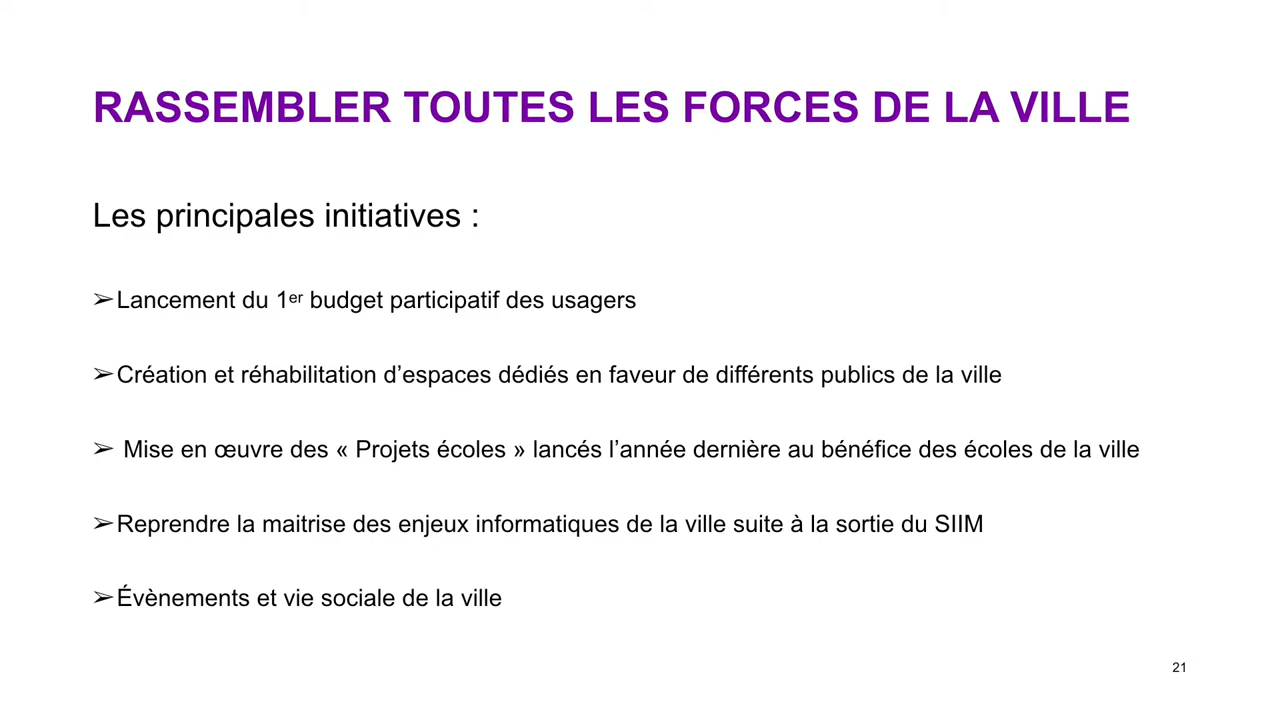 RASSEMBLER TOUTES LES FORCES DE LA VILLE
Les principales initiatives :
➢Lancement du 1er budget participatif des usagers
➢Création et réhabilitation d’espaces dédiés en faveur de différents publics de la ville
➢ Mise en œuvre des « Projets écoles » lancés l’année dernière au bénéfice des écoles de la ville
➢Reprendre la maitrise des enjeux informatiques de la ville suite à la sortie du SIIM
➢Évènements et vie sociale de la ville
21